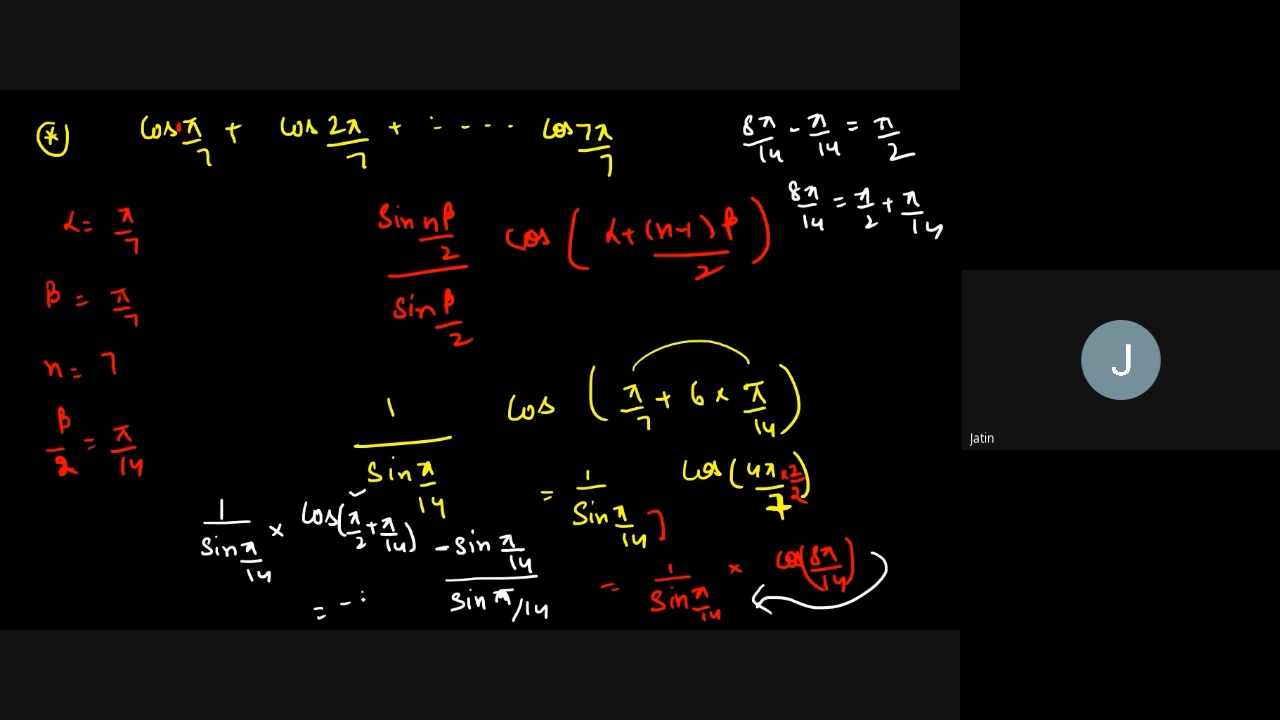 (*) cos π/7 + cos 2π/7 + ..... cos 7π/7
8π/14 - π/14 = π/2
8π/14 = π/2 + π/14
α = π/7
β = π/7
n = 7
β/2 = π/14
sin nβ/2 / sin β/2 cos (α + (n-1) β/2)
1 / sin π/14 cos (π/7 + 6 × π/14)
= 1 / sin π/14 cos (4π/7 × 2/2)
= 1 / sin π/14 × cos (8π/14)
1 / sin π/14 × cos (π/2 + π/14)
-sin π/14 / sin π/14
= -
J
Jatin